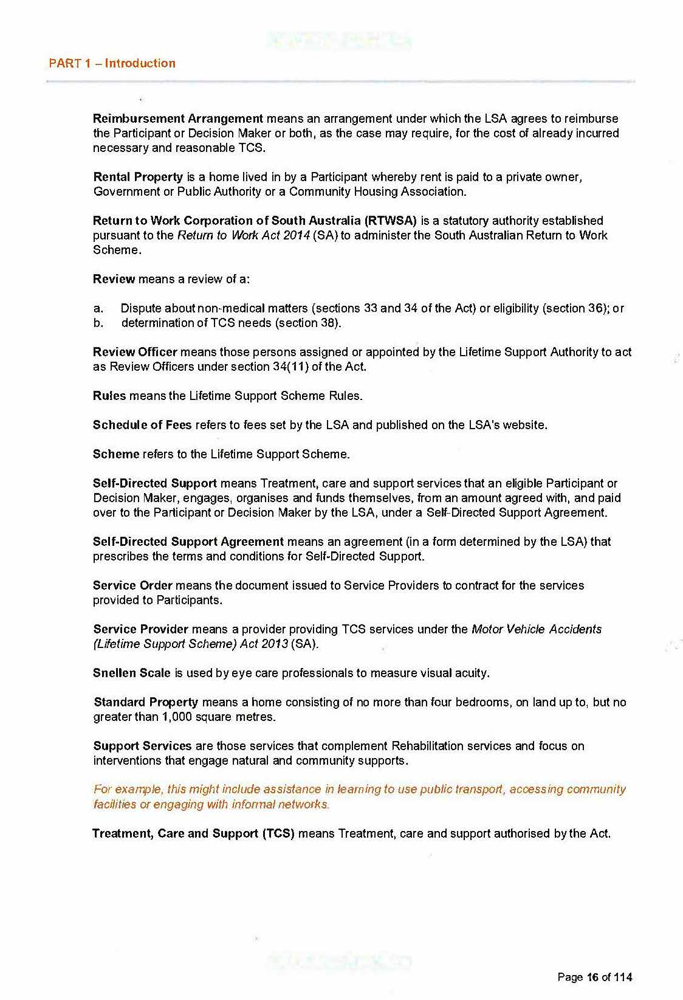 PART 1 – Introduction
Reimbursement Arrangement means an arrangement under which the LSA agrees to reimburse
the Participant or Decision Maker or both, as the case may require, for the cost of already incurred
necessary and reasonable TCS.
Rental Property is a home lived in by a Participant whereby rent is paid to a private owner,
Government or Public Authority or a Community Housing Association.
Return to Work Corporation of South Australia (RTWSA) is a statutory authority established
pursuant to the Return to Work Act 2014 (SA) to administer the South Australian Return to Work
Scheme.
Review means a review of a:
a. Dispute about non-medical matters (sections 33 and 34 of the Act) or eligibility (section 36); or
b. determination of TCS needs (section 38).
Review Officer means those persons assigned or appointed by the Lifetime Support Authority to act
as Review Officers under section 34(11) of the Act.
Rules means the Lifetime Support Scheme Rules.
Schedule of Fees refers to fees set by the LSA and published on the LSA's website.
Scheme refers to the Lifetime Support Scheme.
Self-Directed Support means Treatment, care and support services that an eligible Participant or
Decision Maker, engages, organises and funds themselves, from an amount agreed with, and paid
over to the Participant or Decision Maker by the LSA, under a Self-Directed Support Agreement.
Self-Directed Support Agreement means an agreement (in a form determined by the LSA) that
prescribes the terms and conditions for Self-Directed Support.
Service Order means the document issued to Service Providers to contract for the services
provided to Participants.
Service Provider means a provider providing TCS services under the Motor Vehicle Accidents
(Lifetime Support Scheme) Act 2013 (SA).
Snellen Scale is used by eye care professionals to measure visual acuity.
Standard Property means a home consisting of no more than four bedrooms, on land up to, but no
greater than 1,000 square metres.
Support Services are those services that complement Rehabilitation services and focus on
interventions that engage natural and community supports.
For example, this might include assistance in learning to use public transport, accessing community
facilities or engaging with informal networks.
Treatment, Care and Support (TCS) means Treatment, care and support authorised by the Act.
Page 16 of 114